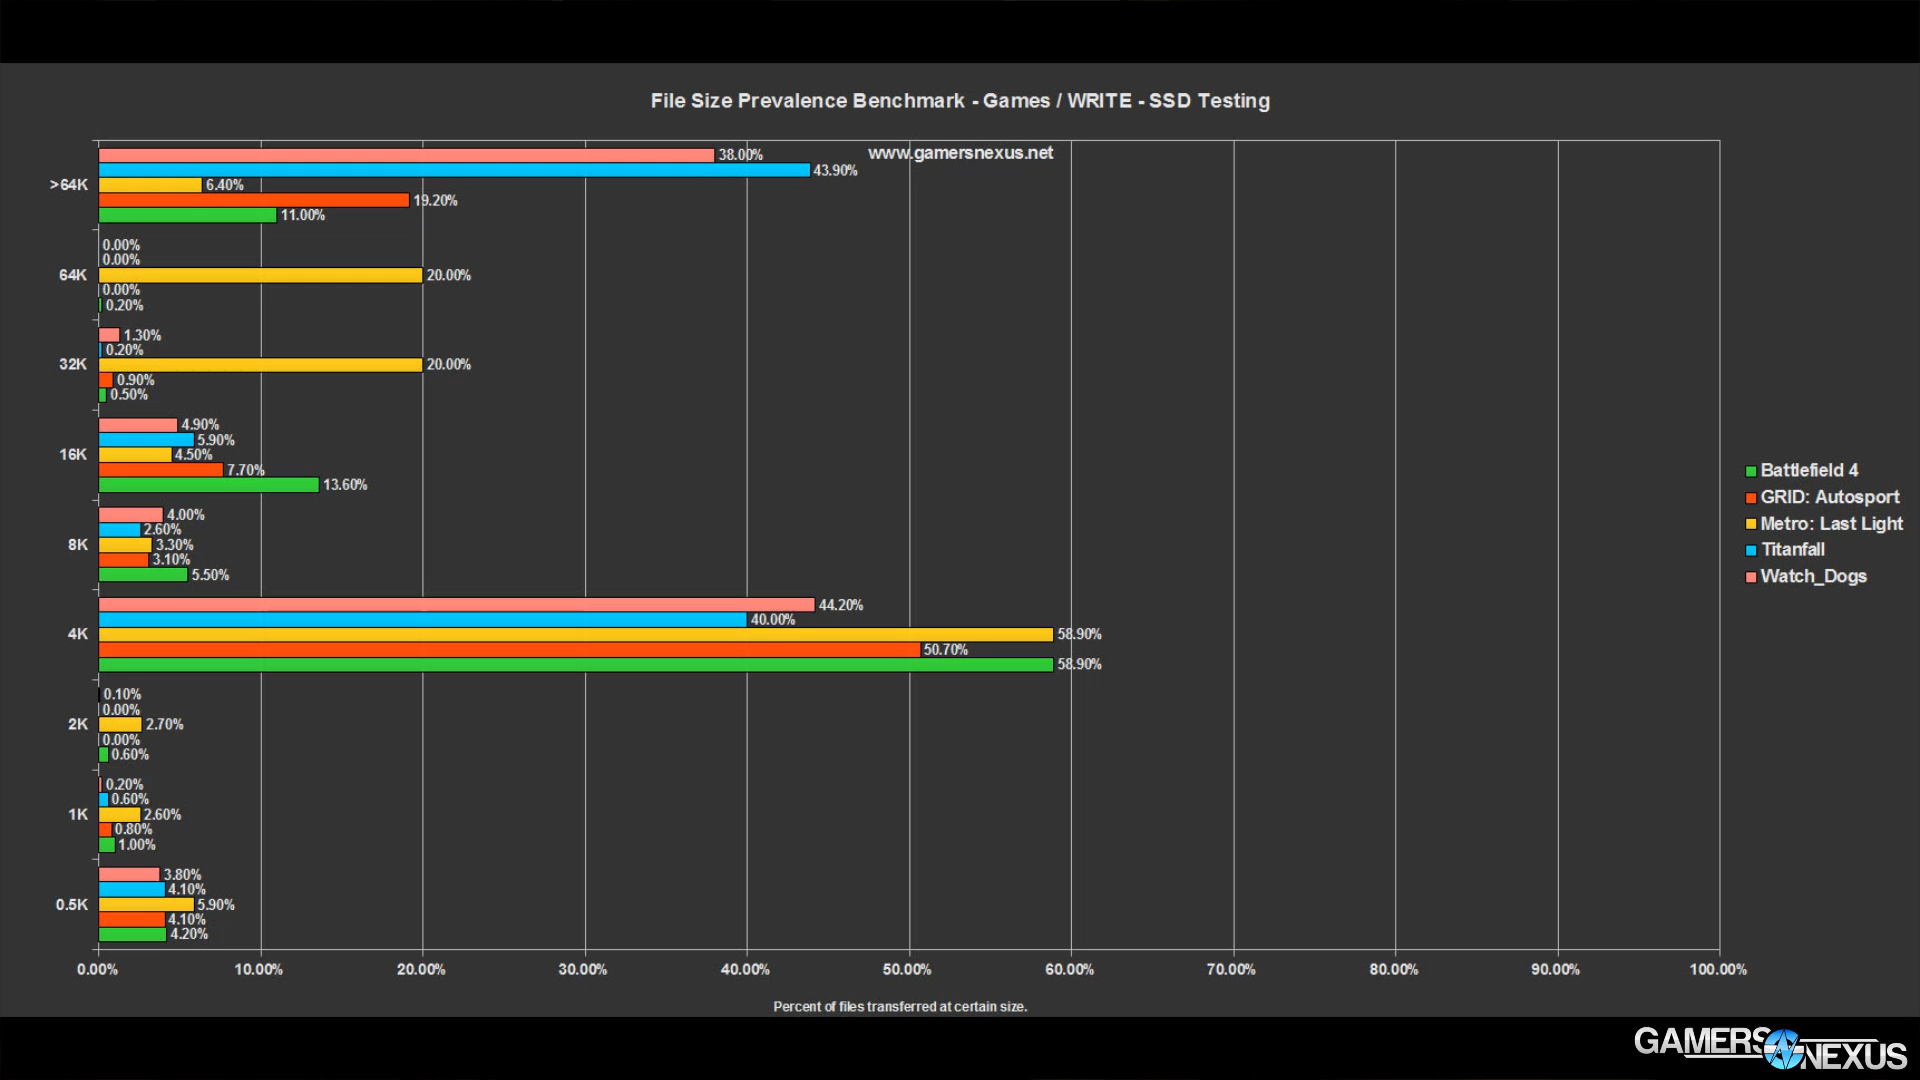 File Size Prevalence Benchmark - Games / WRITE - SSD Testing
www.gamersnexus.net
>64K
38.00%
43.90%
6.40%
19.20%
11.00%
64K
0.00%
0.00%
20.00%
0.00%
0.20%
32K
1.30%
0.20%
20.00%
0.90%
0.50%
16K
4.90%
5.90%
4.50%
7.70%
13.60%
8K
4.00%
2.60%
3.30%
3.10%
5.50%
4K
44.20%
40.00%
58.90%
50.70%
58.90%
2K
0.10%
0.00%
2.70%
0.00%
0.60%
1K
0.20%
0.60%
2.60%
0.80%
1.00%
0.5K
3.80%
4.10%
5.90%
4.10%
4.20%
0.00% 10.00% 20.00% 30.00% 40.00% 50.00% 60.00% 70.00% 80.00% 90.00% 100.00%
Percent of files transferred at certain size.
Battlefield 4
GRID: Autosport
Metro: Last Light
Titanfall
Watch_Dogs
GAMERS
NEXUS